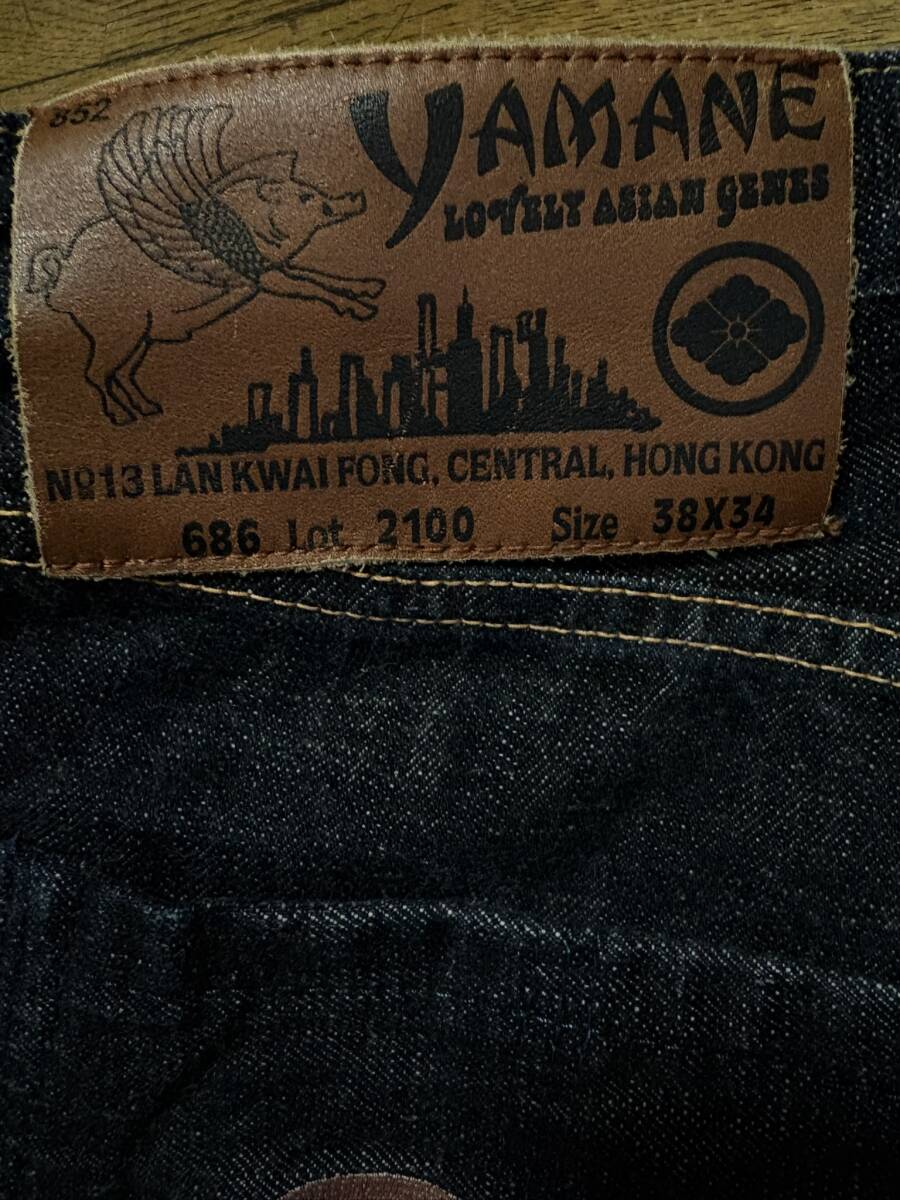 852
YAMANE
LOVELY ASIAN GENES
No13 LAN KWAI FONG, CENTRAL, HONG KONG
686 Lot 2100 Size 38X34